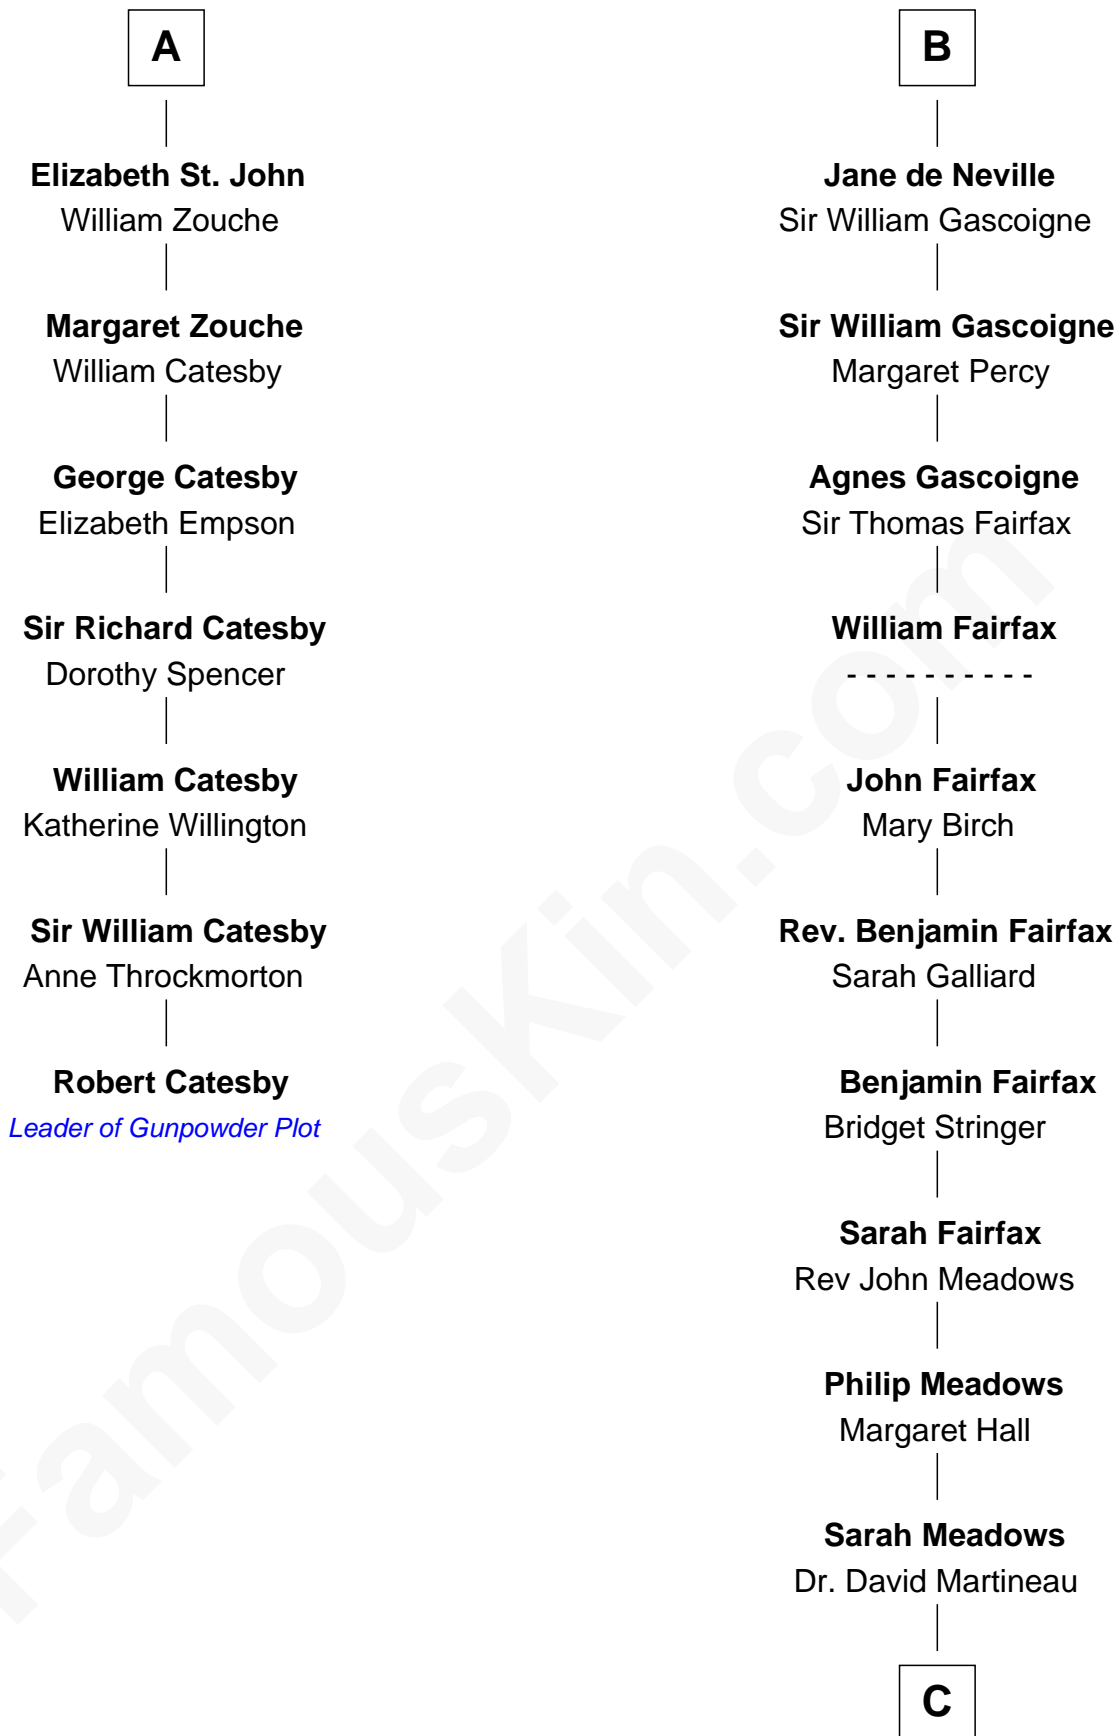 A
Elizabeth St. John
William Zouche
Margaret Zouche
William Catesby
George Catesby
Elizabeth Empson
Sir Richard Catesby
Dorothy Spencer
William Catesby
Katherine Willington
Sir William Catesby
Anne Throckmorton
Robert Catesby
Leader of Gunpowder Plot
B
Jane de Neville
Sir William Gascoigne
Sir William Gascoigne
Margaret Percy
Agnes Gascoigne
Sir Thomas Fairfax
William Fairfax
- - - - - - - - - -
John Fairfax
Mary Birch
Rev. Benjamin Fairfax
Sarah Galliard
Benjamin Fairfax
Bridget Stringer
Sarah Fairfax
Rev John Meadows
Philip Meadows
Margaret Hall
Sarah Meadows
Dr. David Martineau
C
FamousKin.com